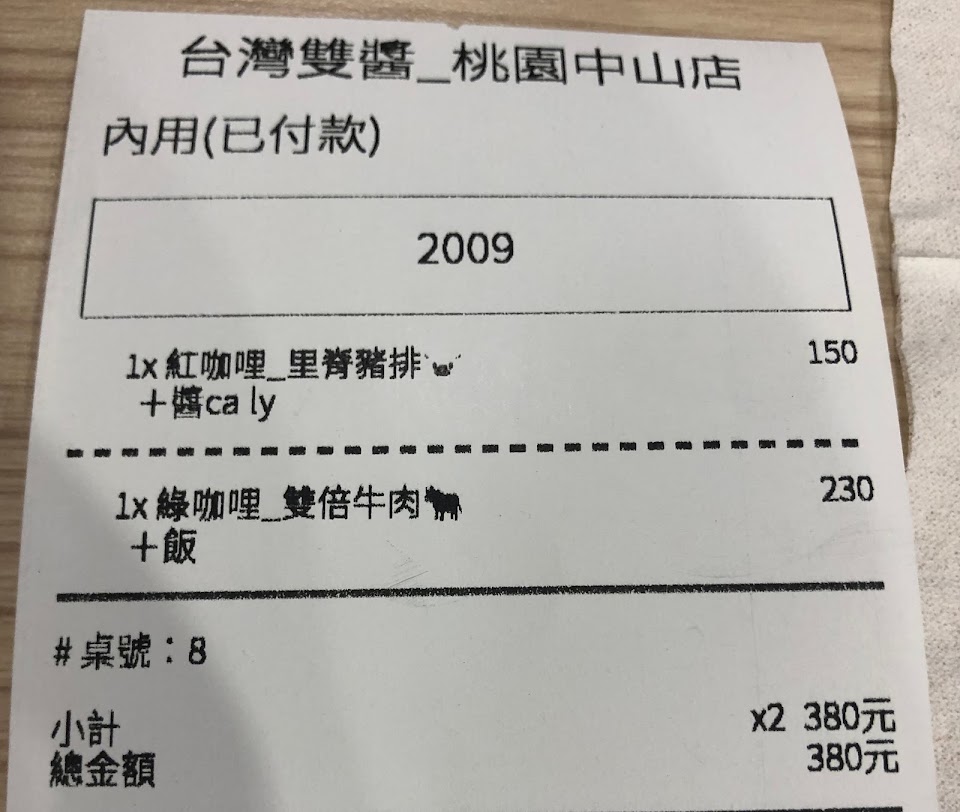 台灣雙醬_桃園中山店
內用(已付款)
2009
1x 紅咖哩_里脊豬排 150
＋醬ca ly
1x 綠咖哩_雙倍牛肉 230
＋飯
# 桌號：8
小計 x2 380元
總金額 380元